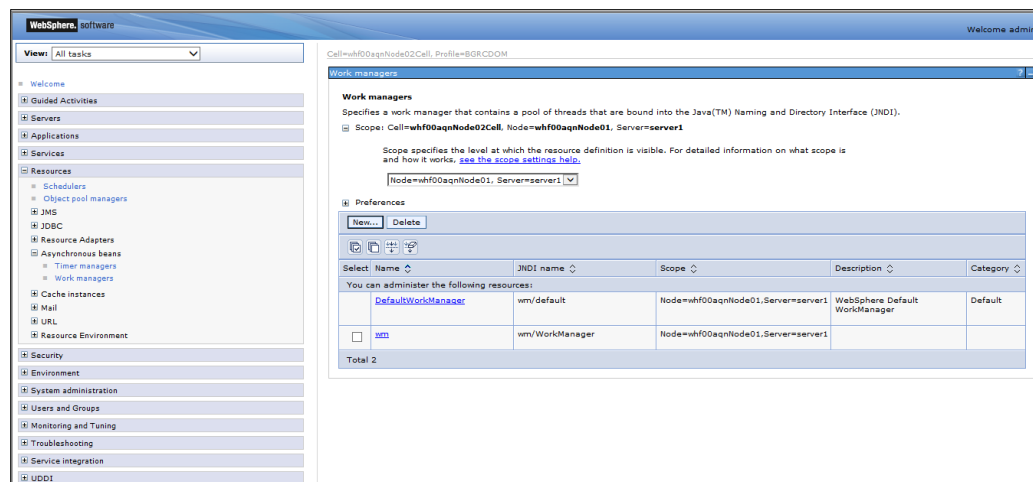 WebSphere. software
Welcome admin
View: All tasks
Cell=whf00aqnNode02Cell, Profile=BGRCDOM
Welcome
Guided Activities
Servers
Applications
Services
Resources
Schedulers
Object pool managers
JMS
JDBC
Resource Adapters
Asynchronous beans
Timer managers
Work managers
Cache instances
Mail
URL
Resource Environment
Security
Environment
System administration
Users and Groups
Monitoring and Tuning
Troubleshooting
Service integration
UDDI
Work managers ? _
Work managers
Specifies a work manager that contains a pool of threads that are bound into the Java(TM) Naming and Directory Interface (JNDI).
Scope: Cell=whf00aqnNode02Cell, Node=whf00aqnNode01, Server=server1
Scope specifies the level at which the resource definition is visible. For detailed information on what scope is
and how it works, see the scope settings help.
Node=whf00aqnNode01, Server=server1
Preferences
New... Delete
Select Name JNDI name Scope Description Category
You can administer the following resources:
DefaultWorkManager wm/default Node=whf00aqnNode01,Server=server1 WebSphere Default Default
WorkManager
wm wm/WorkManager Node=whf00aqnNode01,Server=server1
Total 2